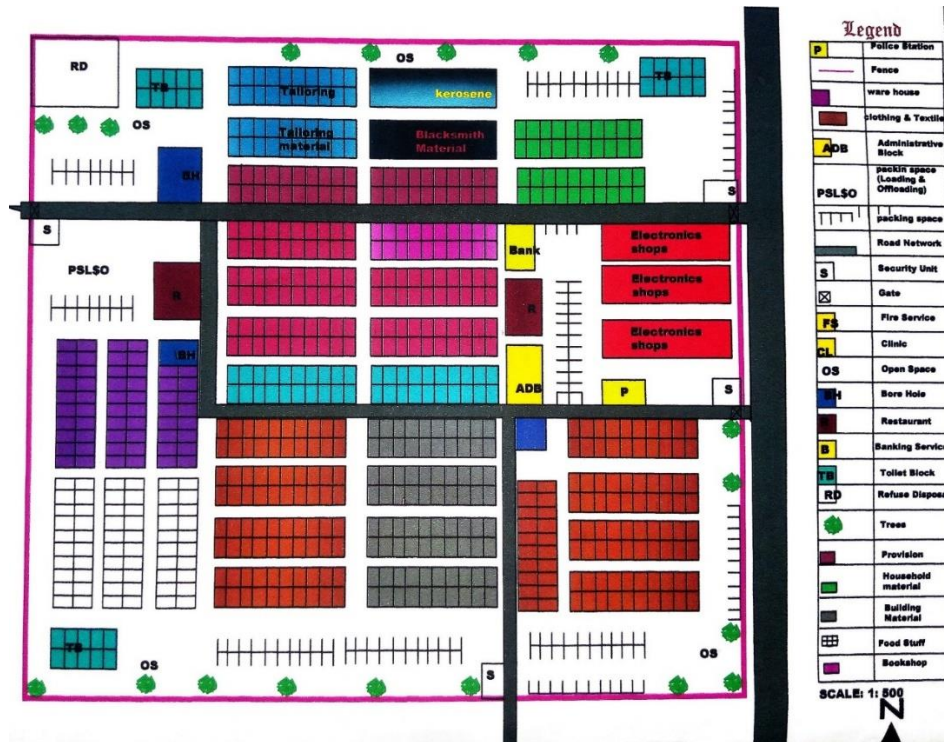 Legend
P Police Station
Fence
ware house
clothing & Textile
ADB Administrative
Block
PSL$O packin space
(Loading &
Offloading)
packing space
Road Network
S Security Unit
Gate
FS Fire Service
CL Clinic
OS Open Space
BH Bore Hole
R Restaurant
B Banking Service
TB Toilet Block
RD Refuse Disposa
Trees
Provision
Household
material
Building
Material
Food Stuff
Bookshop
SCALE: 1: 500
N
RD
OS
TB
Tailoring
kerosene
TB
OS
Tailoring
material
Blacksmith
Material
BH
S
S
Bank
Electronics
shops
PSL$O
R
Electronics
shops
R
Electronics
shops
BH
ADB
P
S
TB
OS
S
OS